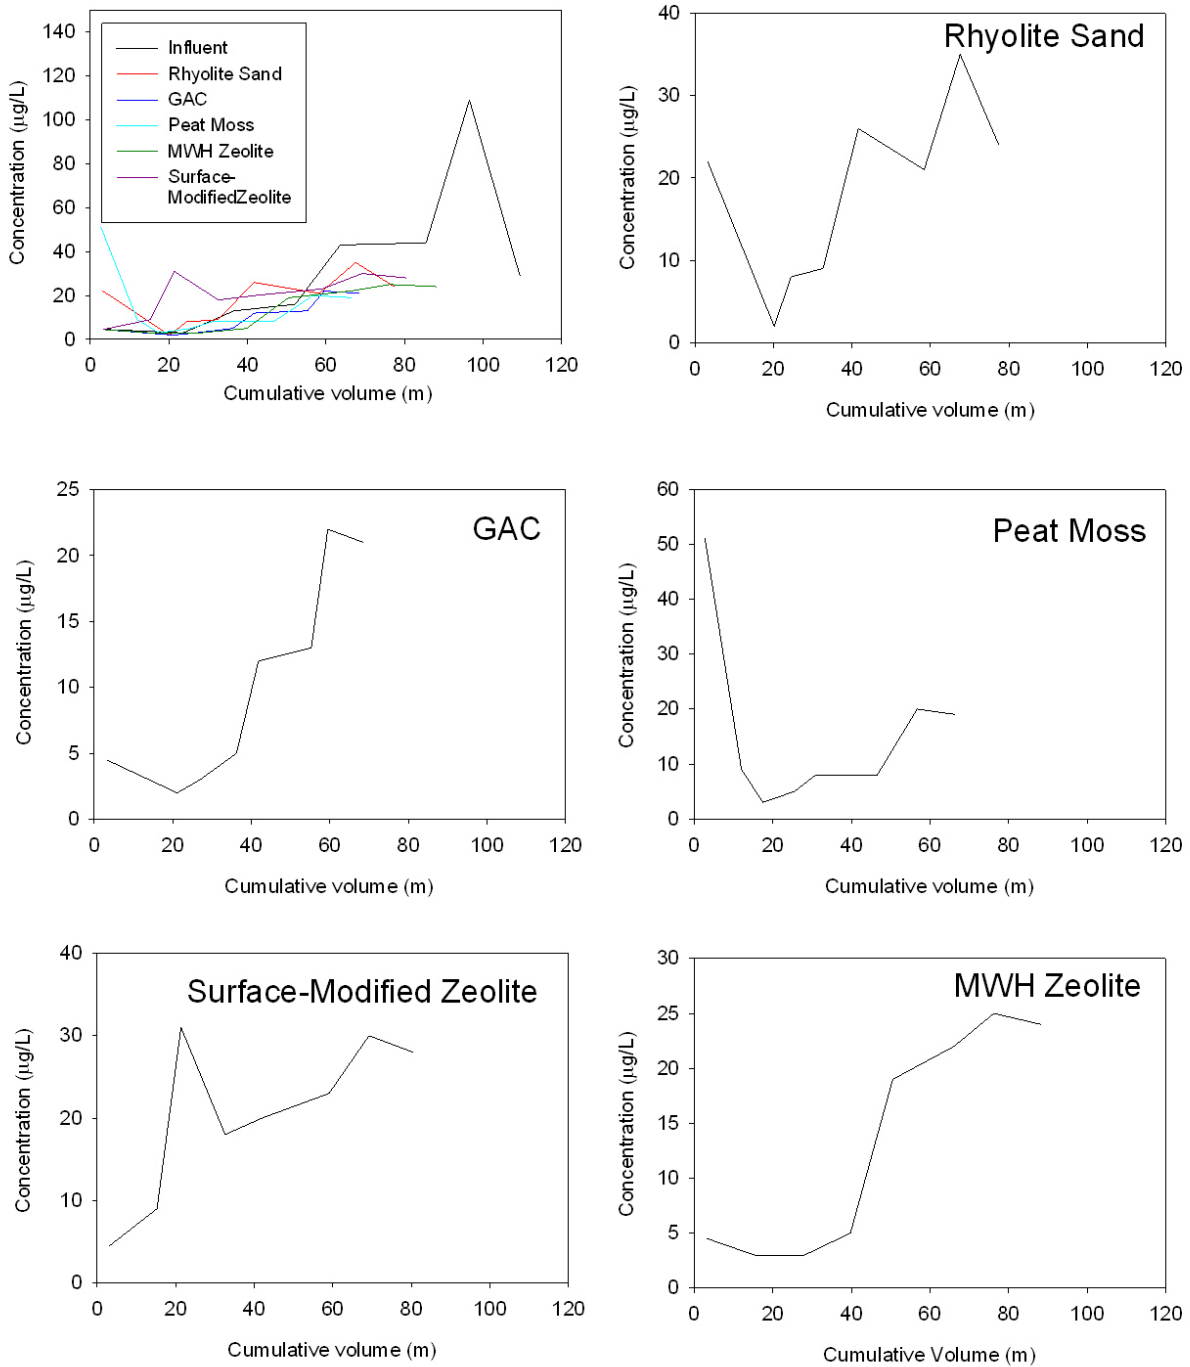 140
120
100
80
60
40
20
0
Concentration (µg/L)
Influent
Rhyolite Sand
GAC
Peat Moss
MWH Zeolite
Surface-
ModifiedZeolite
0 20 40 60 80 100 120
Cumulative volume (m)
Rhyolite Sand
40
30
20
10
0
Concentration (µg/L)
0 20 40 60 80 100 120
Cumulative volume (m)
GAC
25
20
15
10
5
0
Concentration (µg/L)
0 20 40 60 80 100 120
Cumulative volume (m)
Peat Moss
60
50
40
30
20
10
0
Concentration (µg/L)
0 20 40 60 80 100 120
Cumulative volume (m)
Surface-Modified Zeolite
40
30
20
10
0
Concentration (µg/L)
0 20 40 60 80 100 120
Cumulative volume (m)
MWH Zeolite
30
25
20
15
10
5
0
Concentration (µg/L)
0 20 40 60 80 100 120
Cumulative Volume (m)